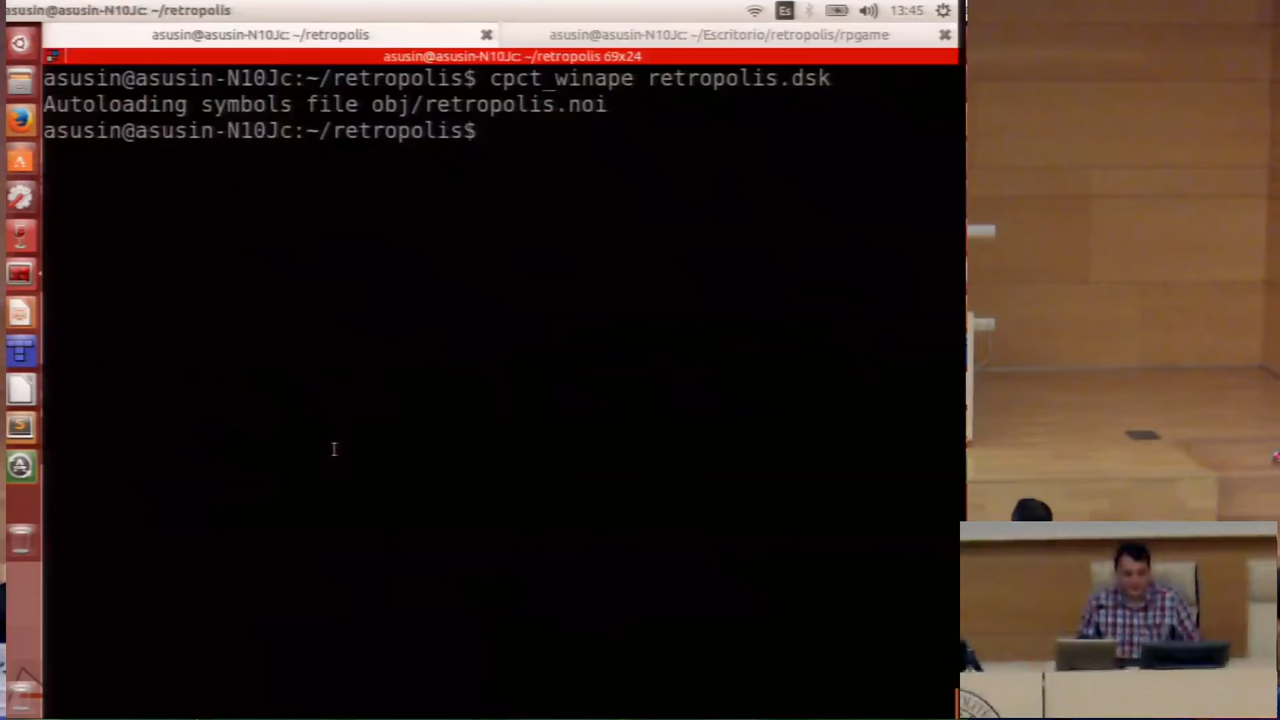 asusin@asusin-N10Jc: ~/retropolis
Es
13:45
asusin@asusin-N10Jc: ~/retropolis
asusin@asusin-N10Jc: ~/Escritorio/retropolis/rpgame
asusin@asusin-N10Jc: ~/retropolis 69x24
asusin@asusin-N10Jc:~/retropolis$ cpct_winape retropolis.dsk
Autoloading symbols file obj/retropolis.noi
asusin@asusin-N10Jc:~/retropolis$